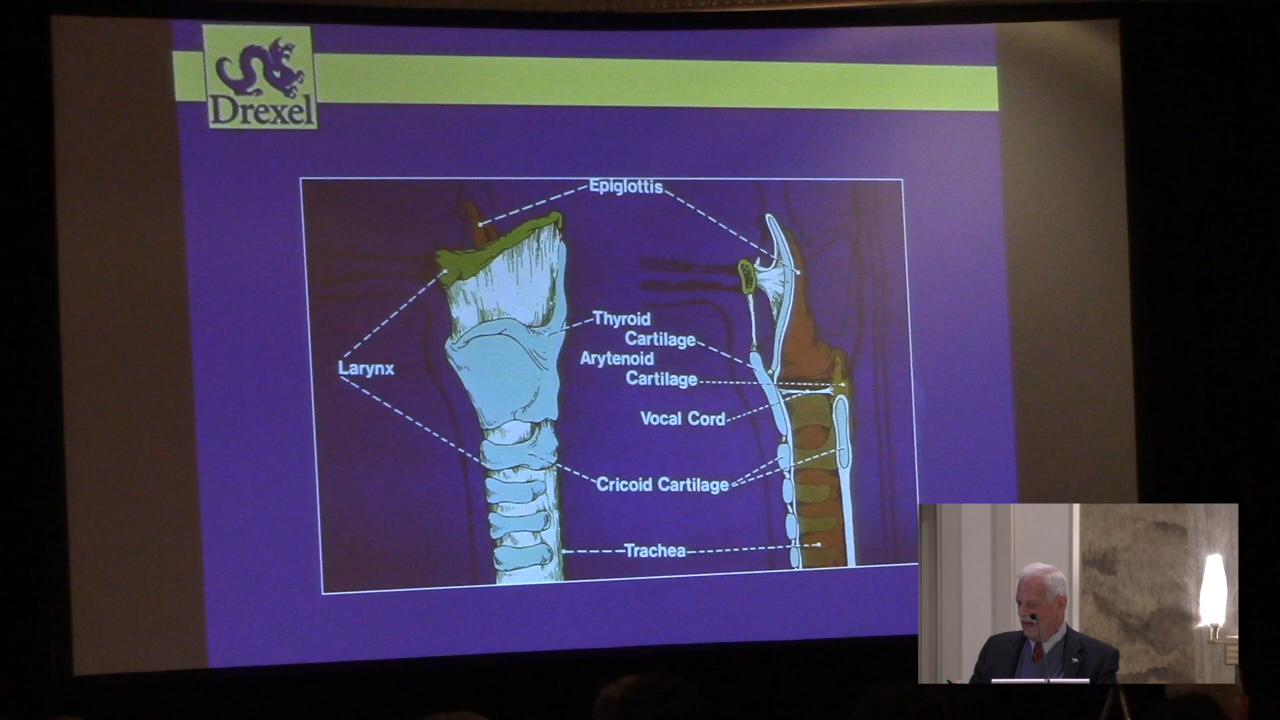 Drexel
Epiglottis
Thyroid
Cartilage
Arytenoid
Cartilage
Larynx
Vocal Cord
Cricoid Cartilage
Trachea